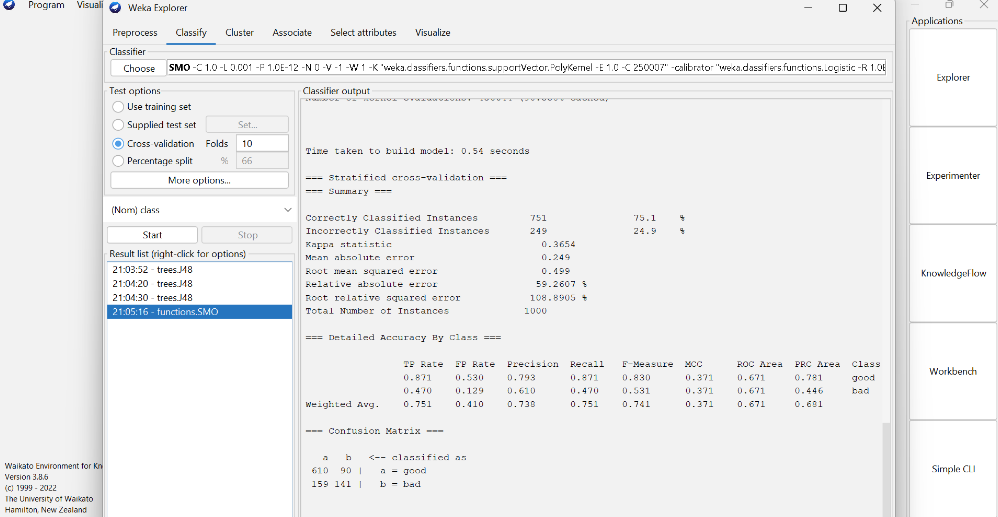 Program Visuali
Weka Explorer
Preprocess Classify Cluster Associate Select attributes Visualize
Classifier
Choose SMO -C 1.0 -L 0.001 -P 1.0E-12 -N 0 -V -1 -W 1 -K "weka.classifiers.functions.supportVector.PolyKernel -E 1.0 -C 250007" -calibrator "weka.classifiers.functions.Logistic -R 1.0E
Test options
Use training set
Supplied test set Set...
Cross-validation Folds 10
Percentage split % 66
More options...
(Nom) class
Start Stop
Result list (right-click for options)
21:03:52 - trees.J48
21:04:20 - trees.J48
21:04:30 - trees.J48
21:05:16 - functions.SMO
Classifier output
Time taken to build model: 0.54 seconds
=== Stratified cross-validation ===
=== Summary ===
Correctly Classified Instances 751 75.1 %
Incorrectly Classified Instances 249 24.9 %
Kappa statistic 0.3654
Mean absolute error 0.249
Root mean squared error 0.499
Relative absolute error 59.2607 %
Root relative squared error 108.8905 %
Total Number of Instances 1000
=== Detailed Accuracy By Class ===
TP Rate FP Rate Precision Recall F-Measure MCC ROC Area PRC Area Class
0.871 0.530 0.793 0.871 0.830 0.371 0.671 0.781 good
0.470 0.129 0.610 0.470 0.531 0.371 0.671 0.446 bad
Weighted Avg. 0.751 0.410 0.738 0.751 0.741 0.371 0.671 0.681
=== Confusion Matrix ===
a b <-- classified as
610 90 | a = good
159 141 | b = bad
Applications
Explorer
Experimenter
KnowledgeFlow
Workbench
Simple CLI
Waikato Environment for Kn
Version 3.8.6
(c) 1999 - 2022
The University of Waikato
Hamilton, New Zealand